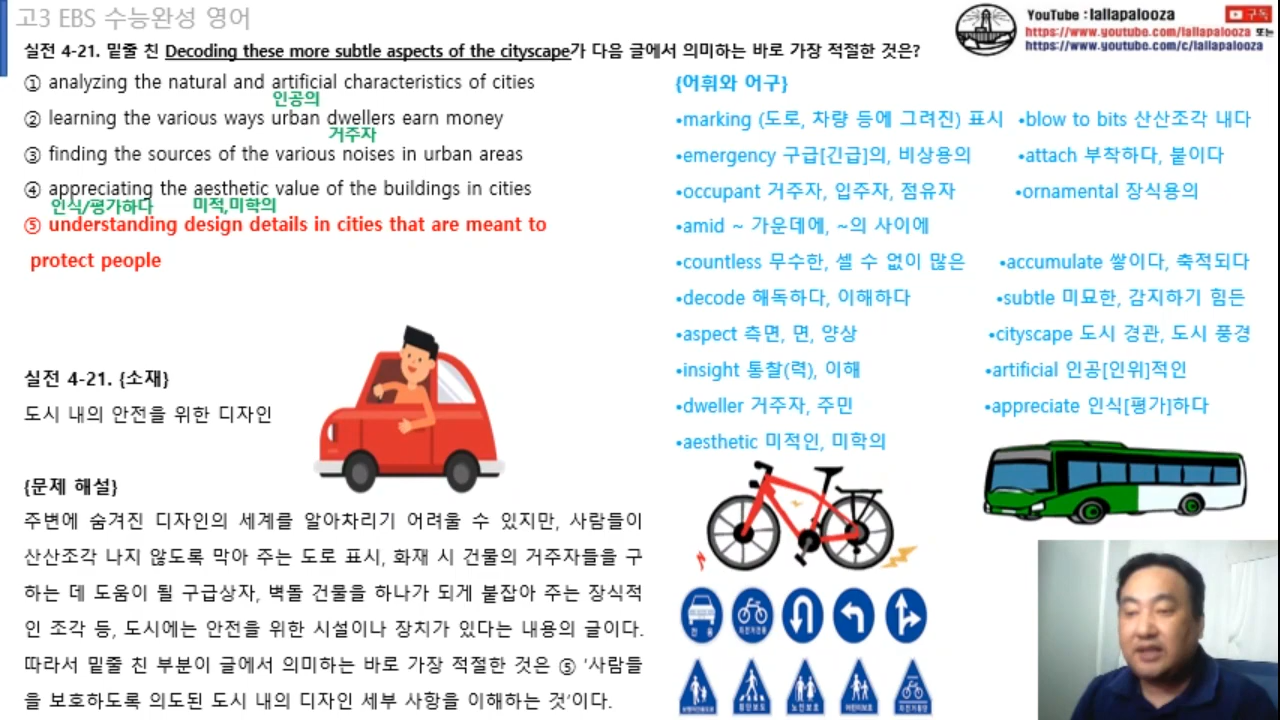 고3 EBS 수능완성 영어
YouTube : lallapalooza
구독
https://www.youtube.com/lallapalooza 또는
https://www.youtube.com/c/lallapalooza
실전 4-21. 밑줄 친 Decoding these more subtle aspects of the cityscape가 다음 글에서 의미하는 바로 가장 적절한 것은?
① analyzing the natural and artificial characteristics of cities
인공의
② learning the various ways urban dwellers earn money
거주자
③ finding the sources of the various noises in urban areas
④ appreciating the aesthetic value of the buildings in cities
인식/평가하다 미적,미학의
⑤ understanding design details in cities that are meant to
protect people
실전 4-21. {소재}
도시 내의 안전을 위한 디자인
{문제 해설}
주변에 숨겨진 디자인의 세계를 알아차리기 어려울 수 있지만, 사람들이
산산조각 나지 않도록 막아 주는 도로 표시, 화재 시 건물의 거주자들을 구
하는 데 도움이 될 구급상자, 벽돌 건물을 하나가 되게 붙잡아 주는 장식적
인 조각 등, 도시에는 안전을 위한 시설이나 장치가 있다는 내용의 글이다.
따라서 밑줄 친 부분이 글에서 의미하는 바로 가장 적절한 것은 ⑤ ‘사람들
을 보호하도록 의도된 도시 내의 디자인 세부 사항을 이해하는 것’이다.
{어휘와 어구}
•marking (도로, 차량 등에 그려진) 표시 •blow to bits 산산조각 내다
•emergency 구급[긴급]의, 비상용의 •attach 부착하다, 붙이다
•occupant 거주자, 입주자, 점유자 •ornamental 장식용의
•amid ~ 가운데에, ~의 사이에
•countless 무수한, 셀 수 없이 많은 •accumulate 쌓이다, 축적되다
•decode 해독하다, 이해하다 •subtle 미묘한, 감지하기 힘든
•aspect 측면, 면, 양상 •cityscape 도시 경관, 도시 풍경
•insight 통찰(력), 이해 •artificial 인공[인위]적인
•dweller 거주자, 주민 •appreciate 인식[평가]하다
•aesthetic 미적인, 미학의
전용 자전거전용
횡단보도 노인보호 어린이보호 자전거횡단